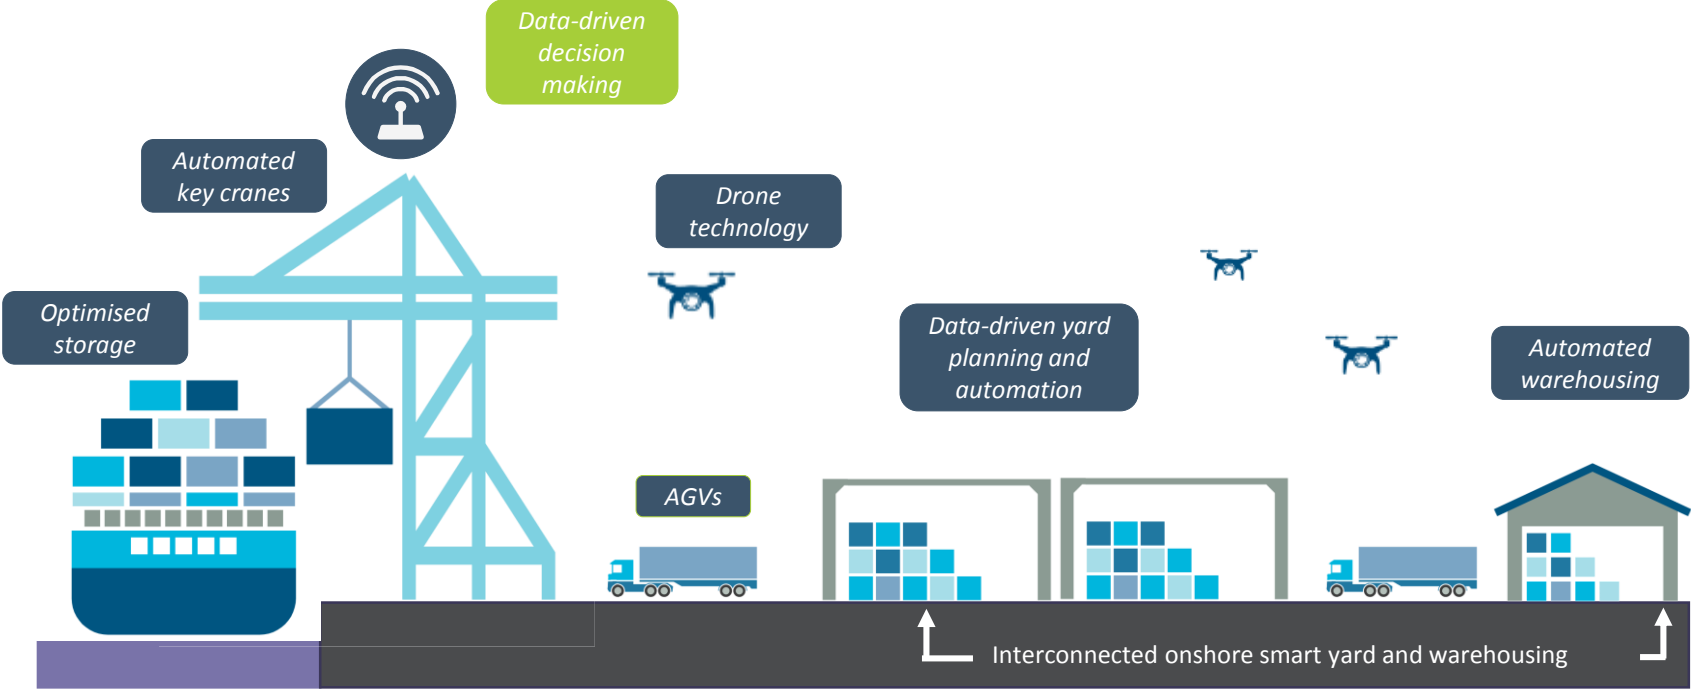 Data-driven
decision
making
Automated
key cranes
Drone
technology
Optimised
storage
Data-driven yard
planning and
automation
Automated
warehousing
AGVs
Interconnected onshore smart yard and warehousing